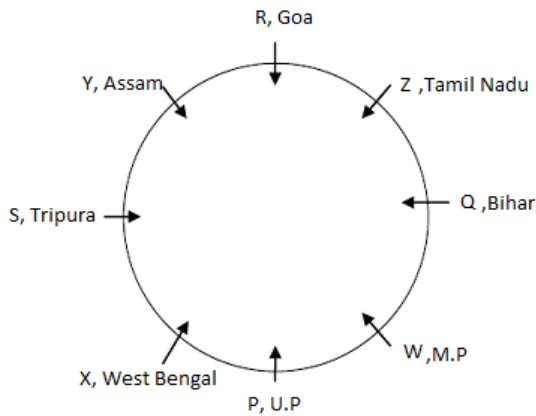 R, Goa
Y, Assam
Z ,Tamil Nadu
S, Tripura
Q ,Bihar
W,M.P
X, West Bengal
P, U.P